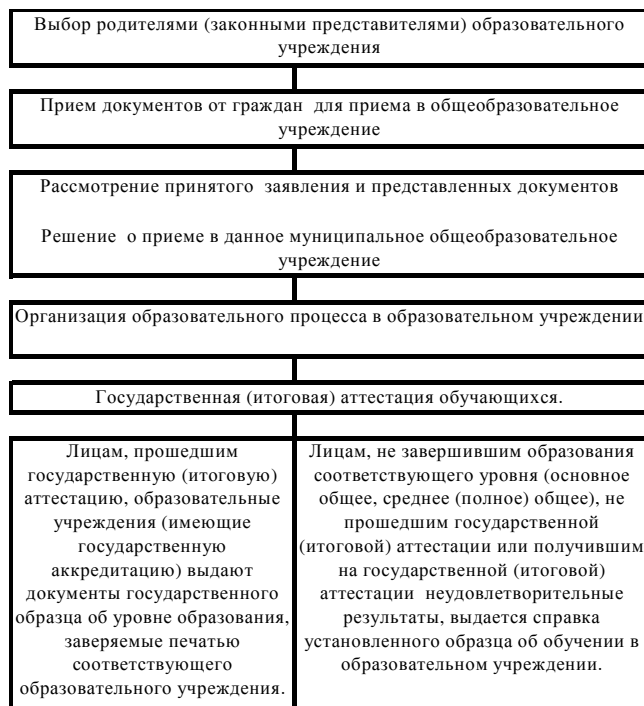 Выбор родителями (законными представителями) образовательного
учреждения
Прием документов от граждан для приема в общеобразовательное
учреждение
Рассмотрение принятого заявления и представленных документов
Решение о приеме в данное муниципальное общеобразовательное
учреждение
Организация образовательного процесса в образовательном учреждении
Государственная (итоговая) аттестация обучающихся.
Лицам, прошедшим
государственную (итоговую)
аттестацию, образовательные
учреждения (имеющие
государственную
аккредитацию) выдают
документы государственного
образца об уровне образования,
заверяемые печатью
соответствующего
образовательного учреждения.
Лицам, не завершившим образования
соответствующего уровня (основное
общее, среднее (полное) общее), не
прошедшим государственной
(итоговой) аттестации или получившим
на государственной (итоговой)
аттестации неудовлетворительные
результаты, выдается справка
установленного образца об обучении в
образовательном учреждении.